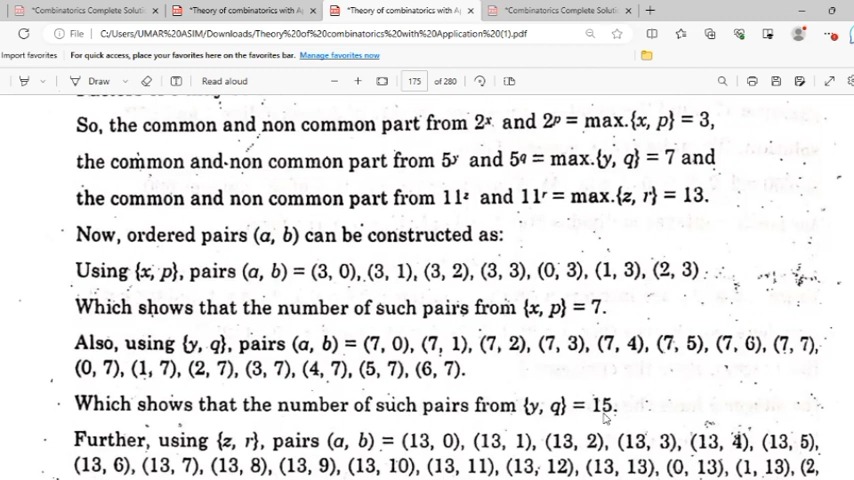 *Combinatorics Complete Soluti
*Theory of combinatorics with A
*Theory of combinatorics with A
*Combinatorics Complete Soluti
File
C:/Users/UMAR%20ASIM/Downloads/Theory%20of%20combinatorics%20with%20Application%20(1).pdf
Import favorites For quick access, place your favorites here on the favorites bar. Manage favorites now
Draw Read aloud 175 of 280
So, the common and non common part from 2ˣ and 2ᵖ = max.{x, p} = 3,
the common and non common part from 5ʸ and 5^q = max.{y, q} = 7 and
the common and non common part from 11ᶻ and 11ʳ = max.{z, r} = 13.
Now, ordered pairs (a, b) can be constructed as:
Using {x, p}, pairs (a, b) = (3, 0), (3, 1), (3, 2), (3, 3), (0, 3), (1, 3), (2, 3)
Which shows that the number of such pairs from {x, p} = 7.
Also, using {y, q}, pairs (a, b) = (7, 0), (7, 1), (7, 2), (7, 3), (7, 4), (7, 5), (7, 6), (7, 7),
(0, 7), (1, 7), (2, 7), (3, 7), (4, 7), (5, 7), (6, 7).
Which shows that the number of such pairs from {y, q} = 15.
Further, using {z, r}, pairs (a, b) = (13, 0), (13, 1), (13, 2), (13, 3), (13, 4), (13, 5),
(13, 6), (13, 7), (13, 8), (13, 9), (13, 10), (13, 11), (13, 12), (13, 13), (0, 13), (1, 13), (2,